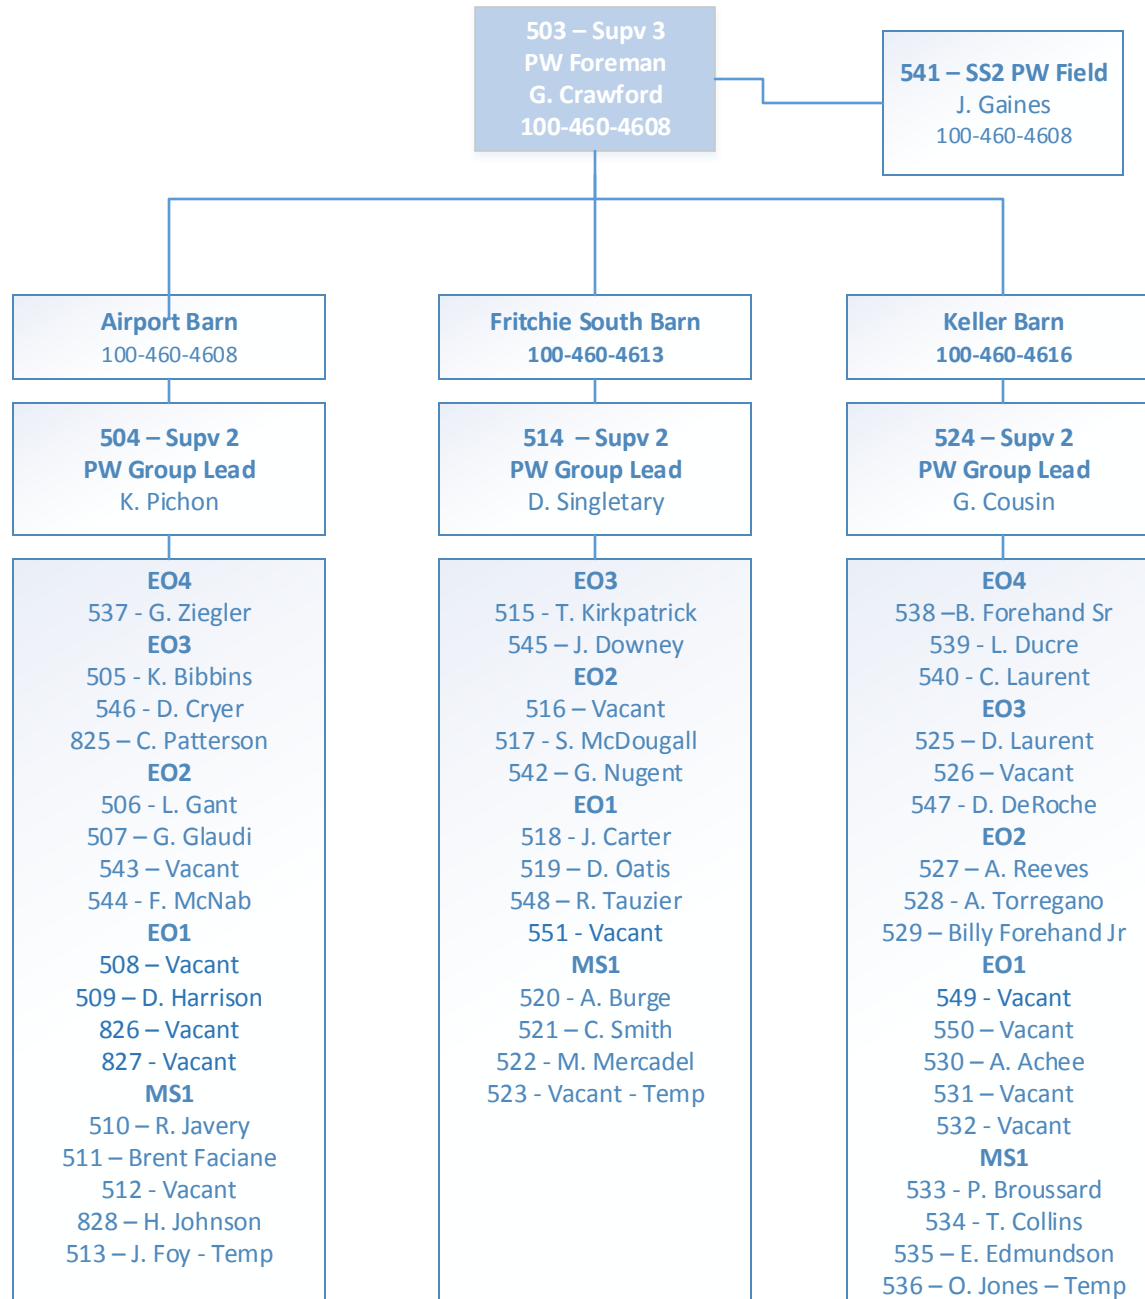 503 – Supv 3
PW Foreman
G. Crawford
100-460-4608
541 – SS2 PW Field
J. Gaines
100-460-4608
Airport Barn
100-460-4608
504 – Supv 2
PW Group Lead
K. Pichon
EO4
537 - G. Ziegler
EO3
505 - K. Bibbins
546 - D. Cryer
825 – C. Patterson
EO2
506 - L. Gant
507 – G. Glaudi
543 – Vacant
544 - F. McNab
EO1
508 – Vacant
509 – D. Harrison
826 – Vacant
827 - Vacant
MS1
510 – R. Javery
511 – Brent Faciane
512 - Vacant
828 – H. Johnson
513 – J. Foy - Temp
Fritchie South Barn
100-460-4613
514 – Supv 2
PW Group Lead
D. Singletary
EO3
515 - T. Kirkpatrick
545 – J. Downey
EO2
516 – Vacant
517 - S. McDougall
542 – G. Nugent
EO1
518 - J. Carter
519 – D. Oatis
548 – R. Tauzier
551 - Vacant
MS1
520 - A. Burge
521 – C. Smith
522 - M. Mercadel
523 - Vacant - Temp
Keller Barn
100-460-4616
524 – Supv 2
PW Group Lead
G. Cousin
EO4
538 –B. Forehand Sr
539 - L. Ducre
540 - C. Laurent
EO3
525 – D. Laurent
526 – Vacant
547 - D. DeRoche
EO2
527 – A. Reeves
528 - A. Torregano
529 – Billy Forehand Jr
EO1
549 - Vacant
550 – Vacant
530 – A. Achee
531 – Vacant
532 - Vacant
MS1
533 - P. Broussard
534 - T. Collins
535 – E. Edmundson
536 – O. Jones – Temp